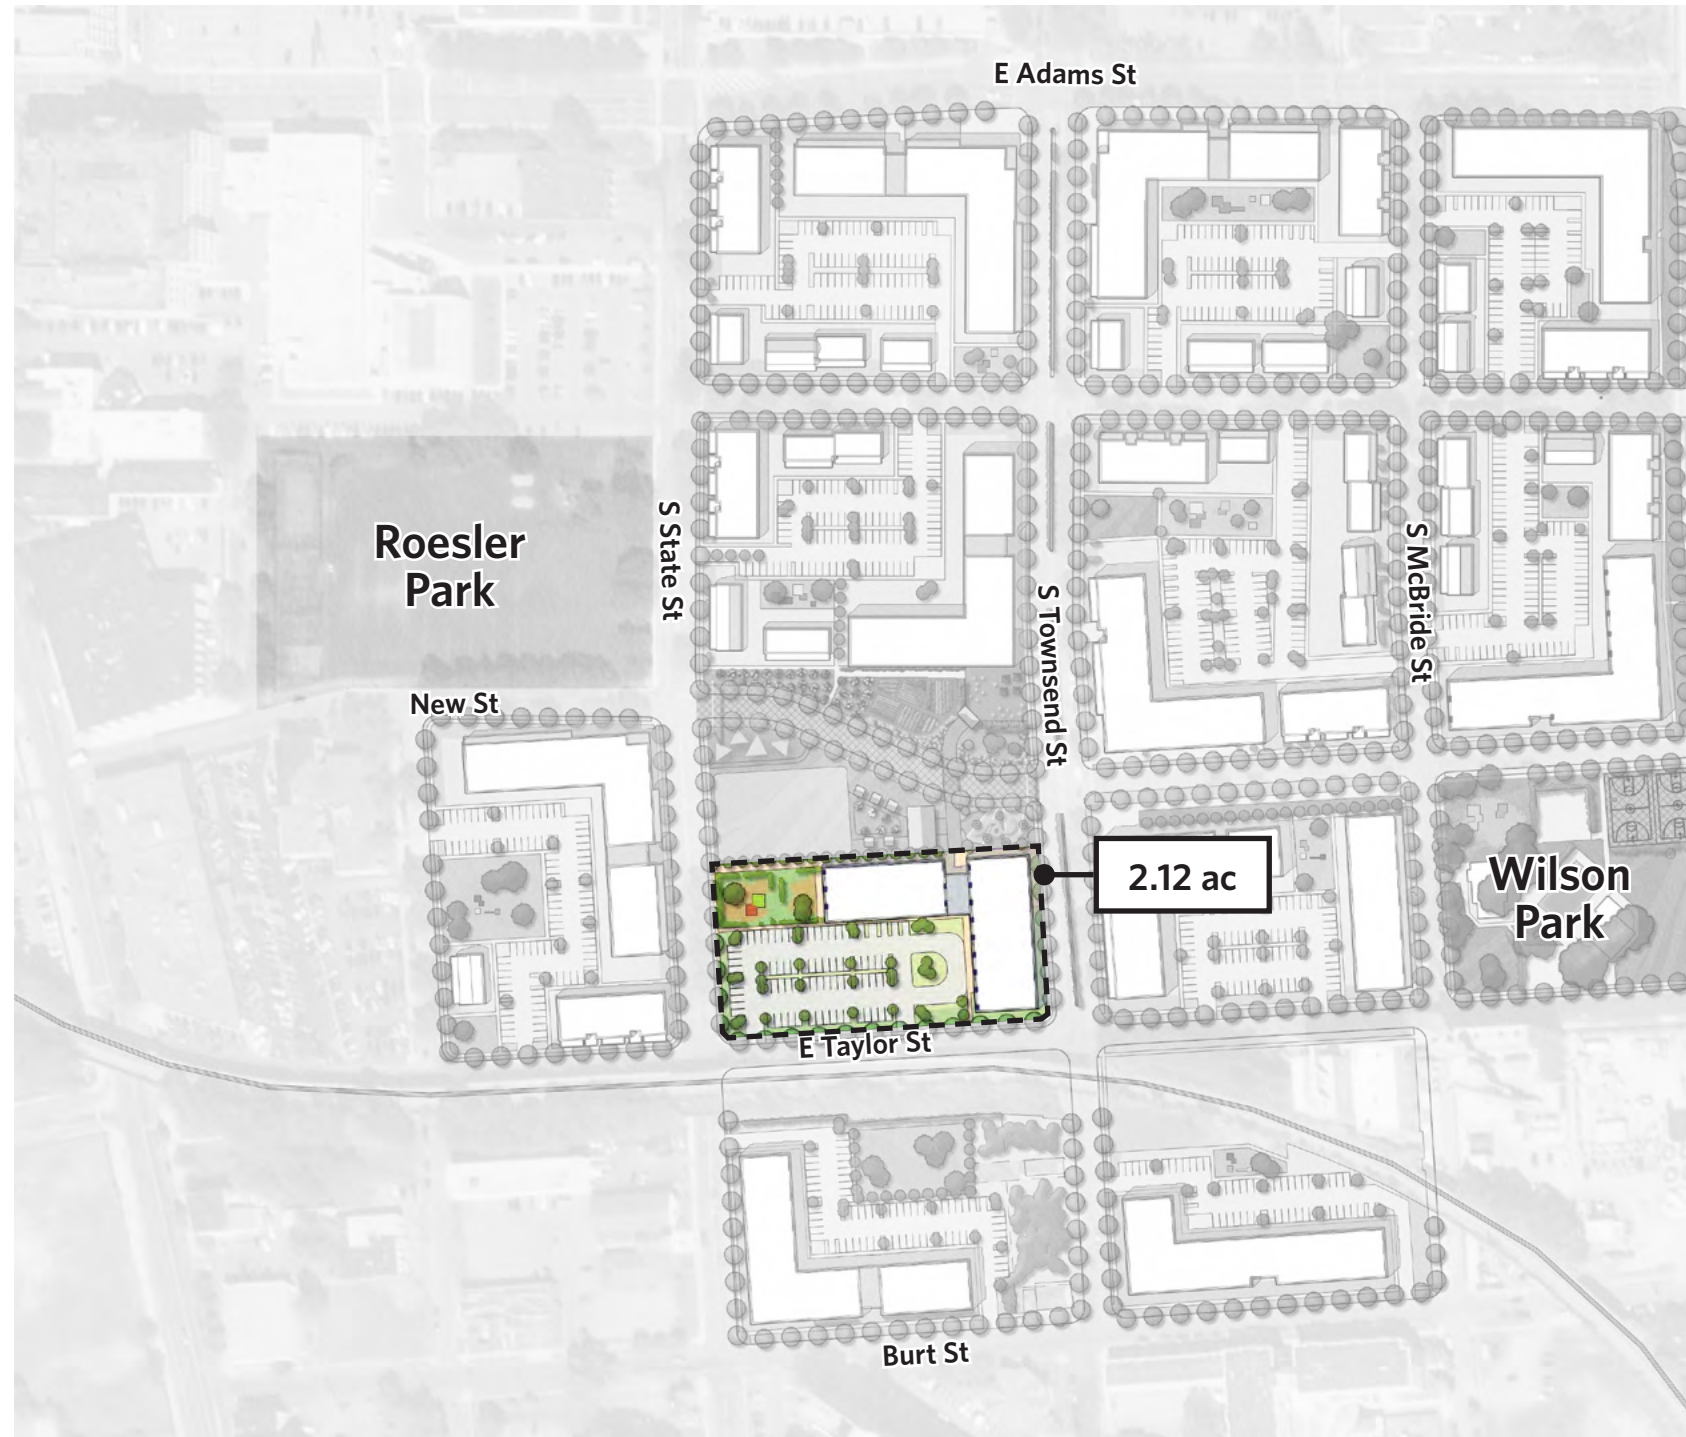 E Adams St
Roesler
Park
S State St
S McBride St
S Townsend St
New St
2.12 ac
Wilson
Park
E Taylor St
Burt St